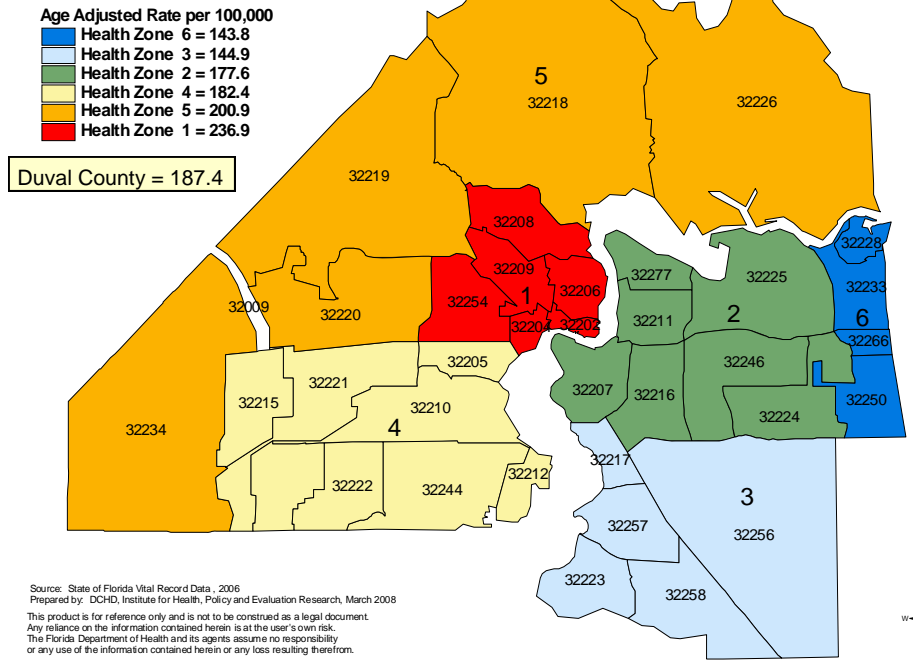 Age Adjusted Rate per 100,000
Health Zone 6 = 143.8
Health Zone 3 = 144.9
Health Zone 2 = 177.6
Health Zone 4 = 182.4
Health Zone 5 = 200.9
Health Zone 1 = 236.9
Duval County = 187.4
5
32218
32226
32219
32208
32228
32209
32277
32225
32254
1
32206
32233
32009
32220
32204
32202
32211
2
6
32266
32205
32221
32246
32215
32210
32207
32216
32250
32234
4
32224
32217
32212
32222
32244
3
32257
32256
32223
32258
Source: State of Florida Vital Record Data , 2006
Prepared by: DCHD, Institute for Health, Policy and Evaluation Research, March 2008
This product is for reference only and is not to be construed as a legal document.
Any reliance on the information contained herein is at the user's own risk.
The Florida Department of Health and its agents assume no responsibility
or any use of the information contained herein or any loss resulting therefrom.
W